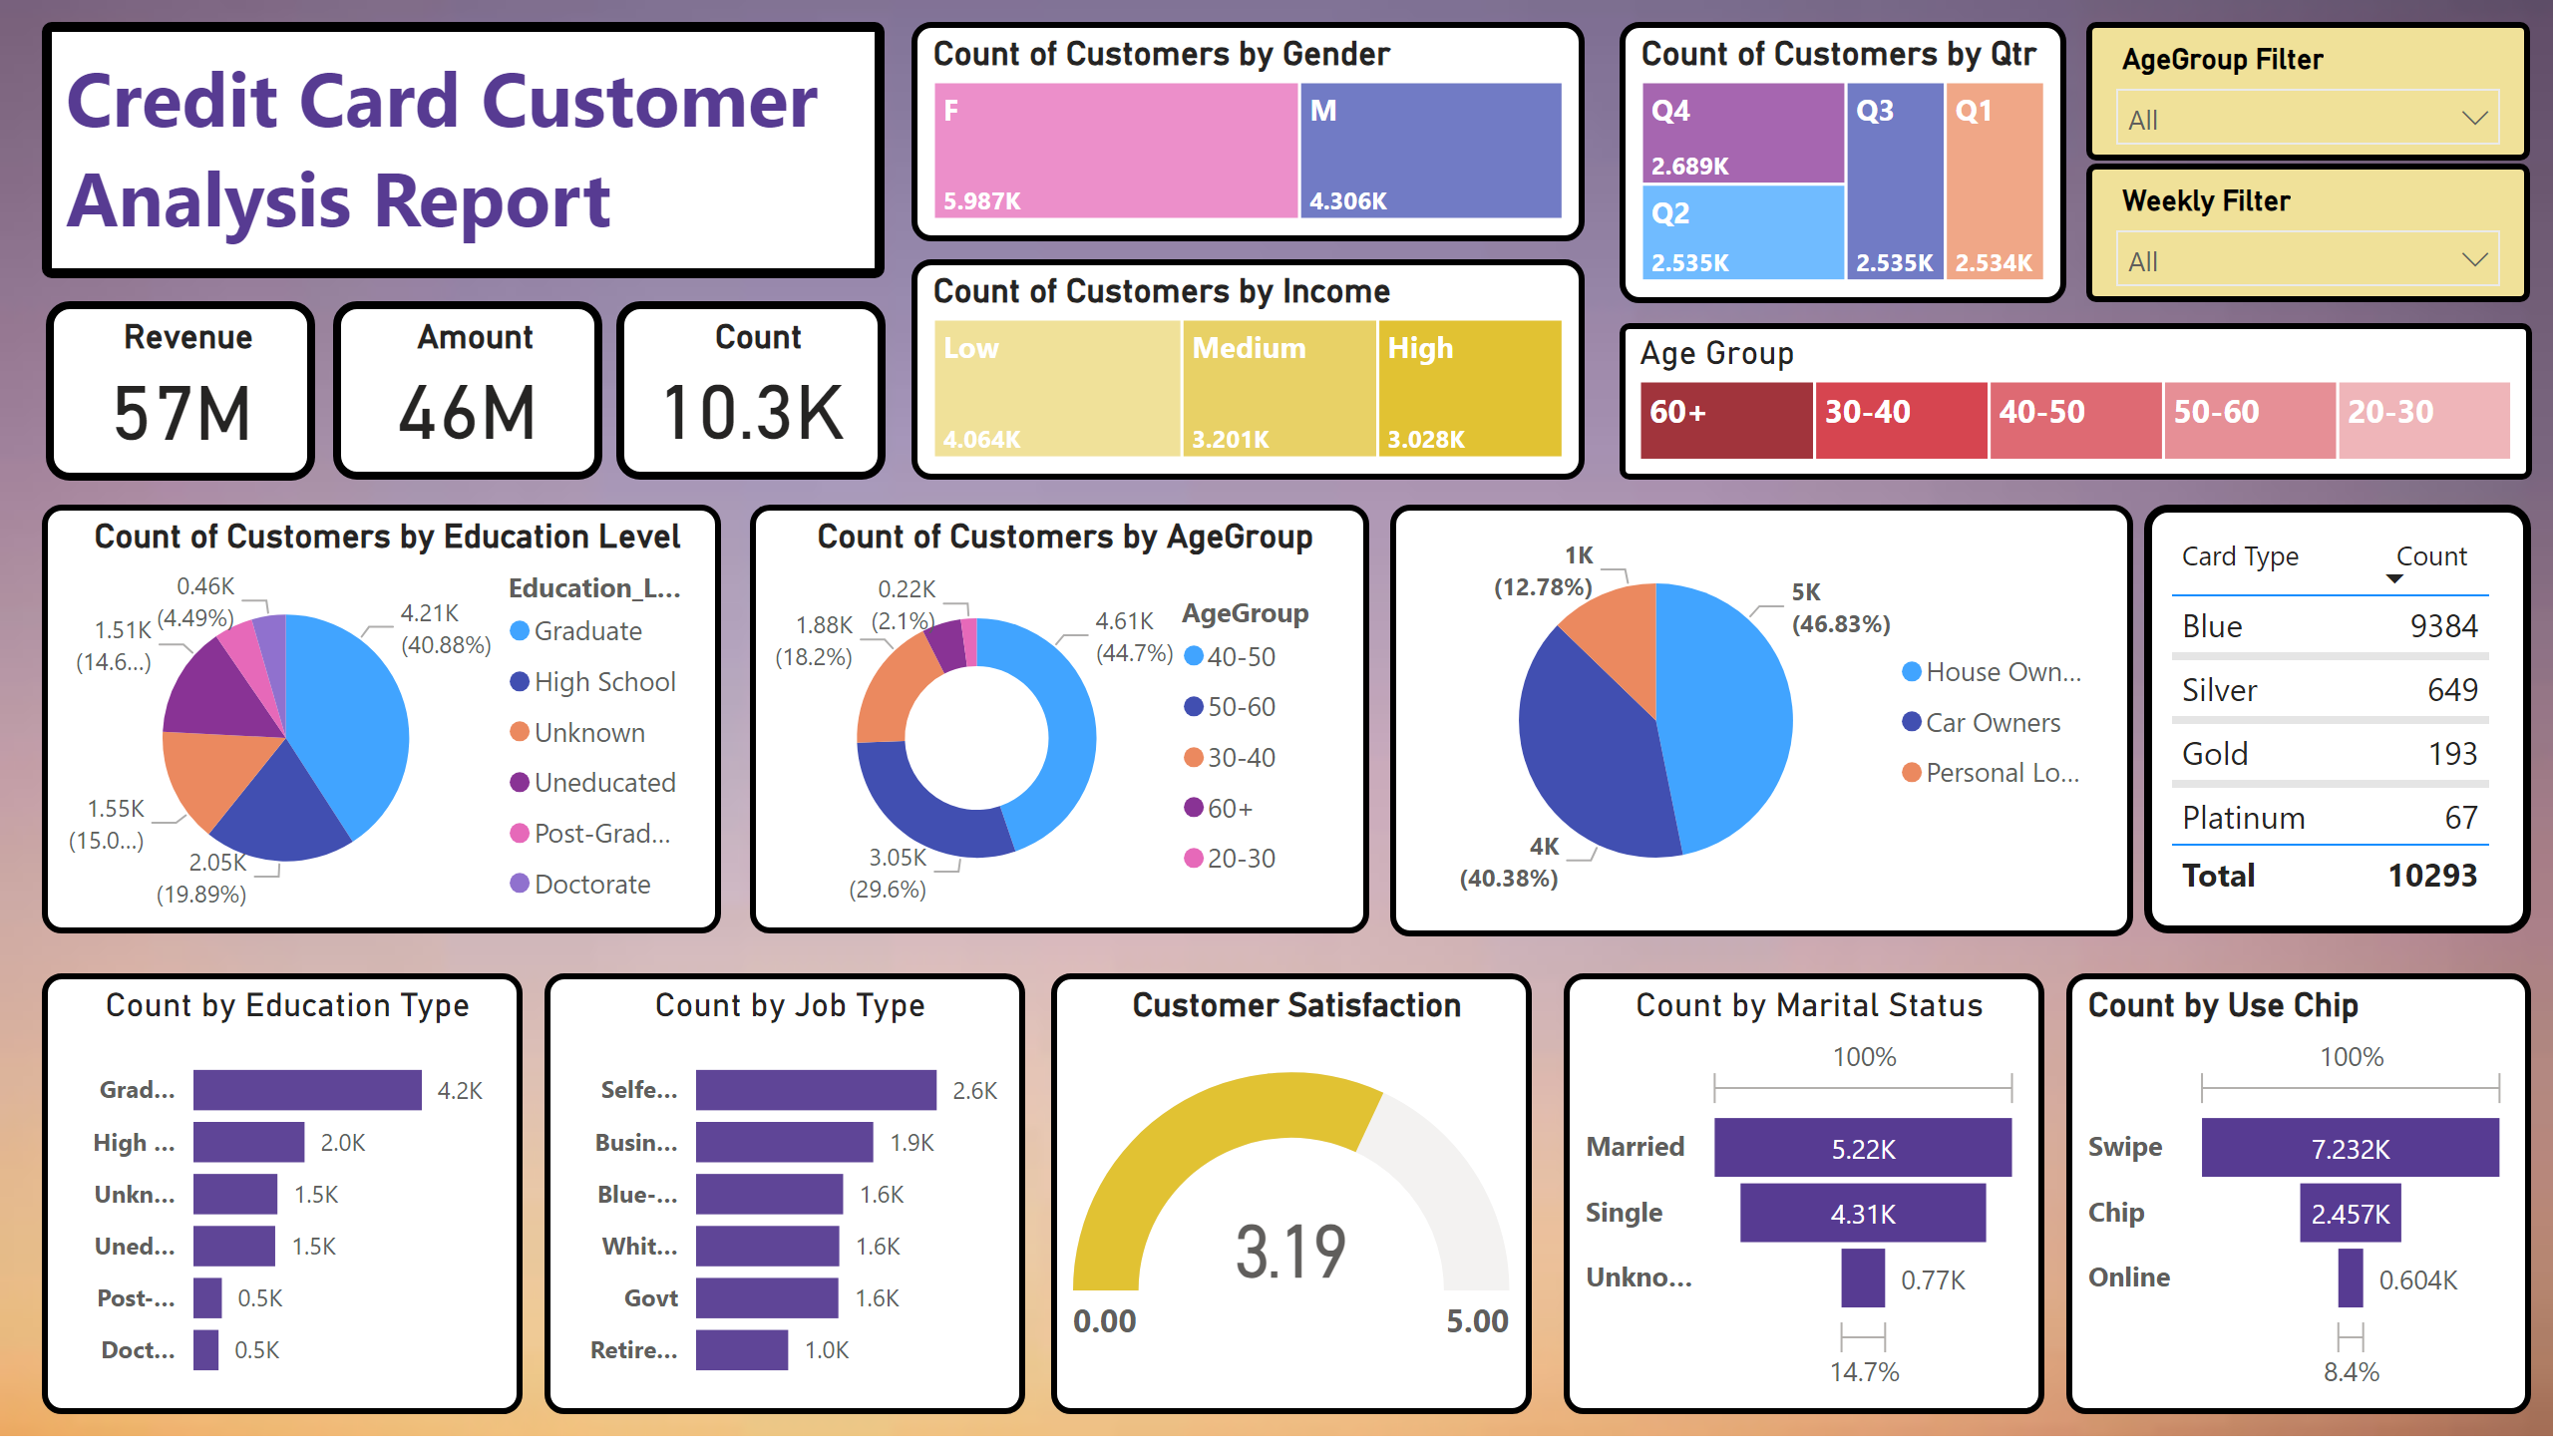 Credit Card Customer
Analysis Report
Count of Customers by Gender
F
5.987K
M
4.306K
Count of Customers by Qtr
Q4
2.689K
Q2
2.535K
Q3
2.535K
Q1
2.534K
AgeGroup Filter
All
Weekly Filter
All
Revenue
57M
Amount
46M
Count
10.3K
Count of Customers by Income
Low
4.064K
Medium
3.201K
High
3.028K
Age Group
60+
30-40
40-50
50-60
20-30
Count of Customers by Education Level
0.46K
(4.49%)
4.21K
(40.88%)
1.51K
(14.6...)
1.55K
(15.0...)
2.05K
(19.89%)
Education_L...
Graduate
High School
Unknown
Uneducated
Post-Grad...
Doctorate
Count of Customers by AgeGroup
0.22K
(2.1%)
4.61K
(44.7%)
1.88K
(18.2%)
3.05K
(29.6%)
AgeGroup
40-50
50-60
30-40
60+
20-30
1K
(12.78%)
5K
(46.83%)
4K
(40.38%)
House Own...
Car Owners
Personal Lo...
Card Type Count
Blue 9384
Silver 649
Gold 193
Platinum 67
Total 10293
Count by Education Type
Grad... 4.2K
High ... 2.0K
Unkn... 1.5K
Uned... 1.5K
Post-... 0.5K
Doct... 0.5K
Count by Job Type
Selfe... 2.6K
Busin... 1.9K
Blue-... 1.6K
Whit... 1.6K
Govt 1.6K
Retire... 1.0K
Customer Satisfaction
3.19
0.00
5.00
Count by Marital Status
100%
Married 5.22K
Single 4.31K
Unkno... 0.77K
14.7%
Count by Use Chip
100%
Swipe 7.232K
Chip 2.457K
Online 0.604K
8.4%